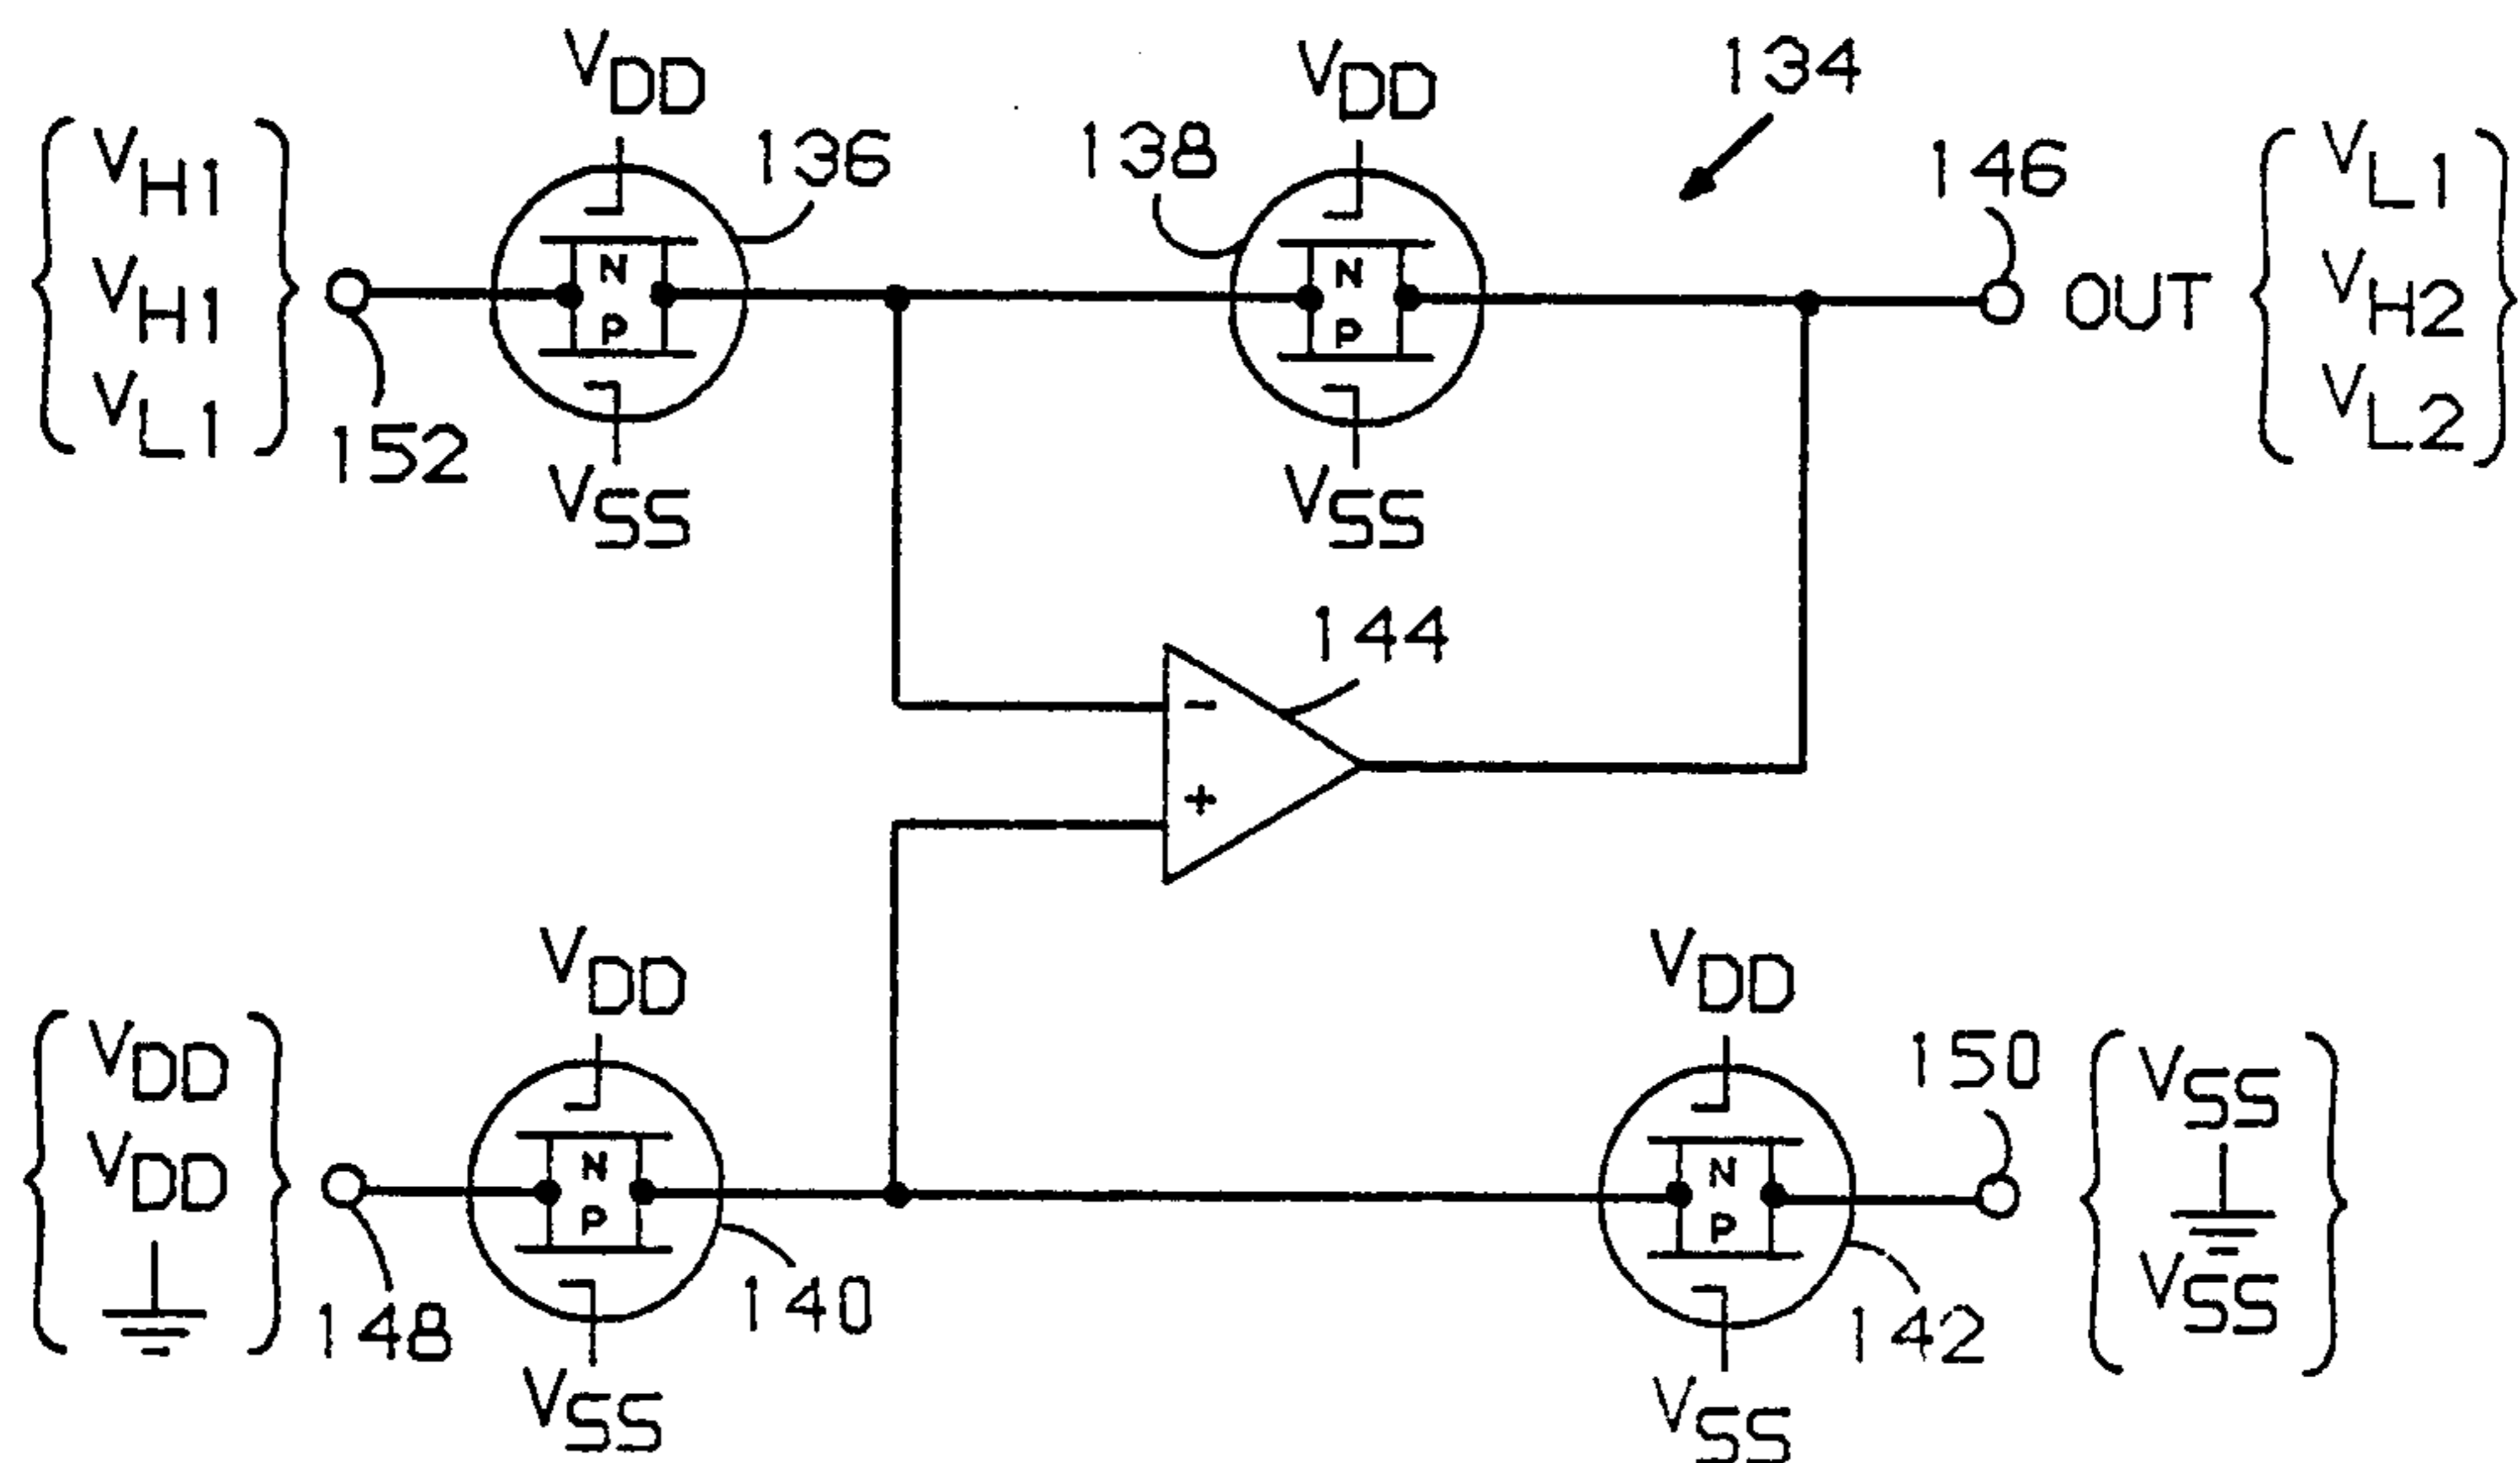 VDD
VDD
134
136
138
146
VH1
VH1
VL1
N
P
N
P
OUT
VL1
VH2
VL2
152
VSS
VSS
144
-
+
VDD
VDD
VDD
VDD
150
VSS
VSS
N
P
N
P
148
140
142
VSS
VSS